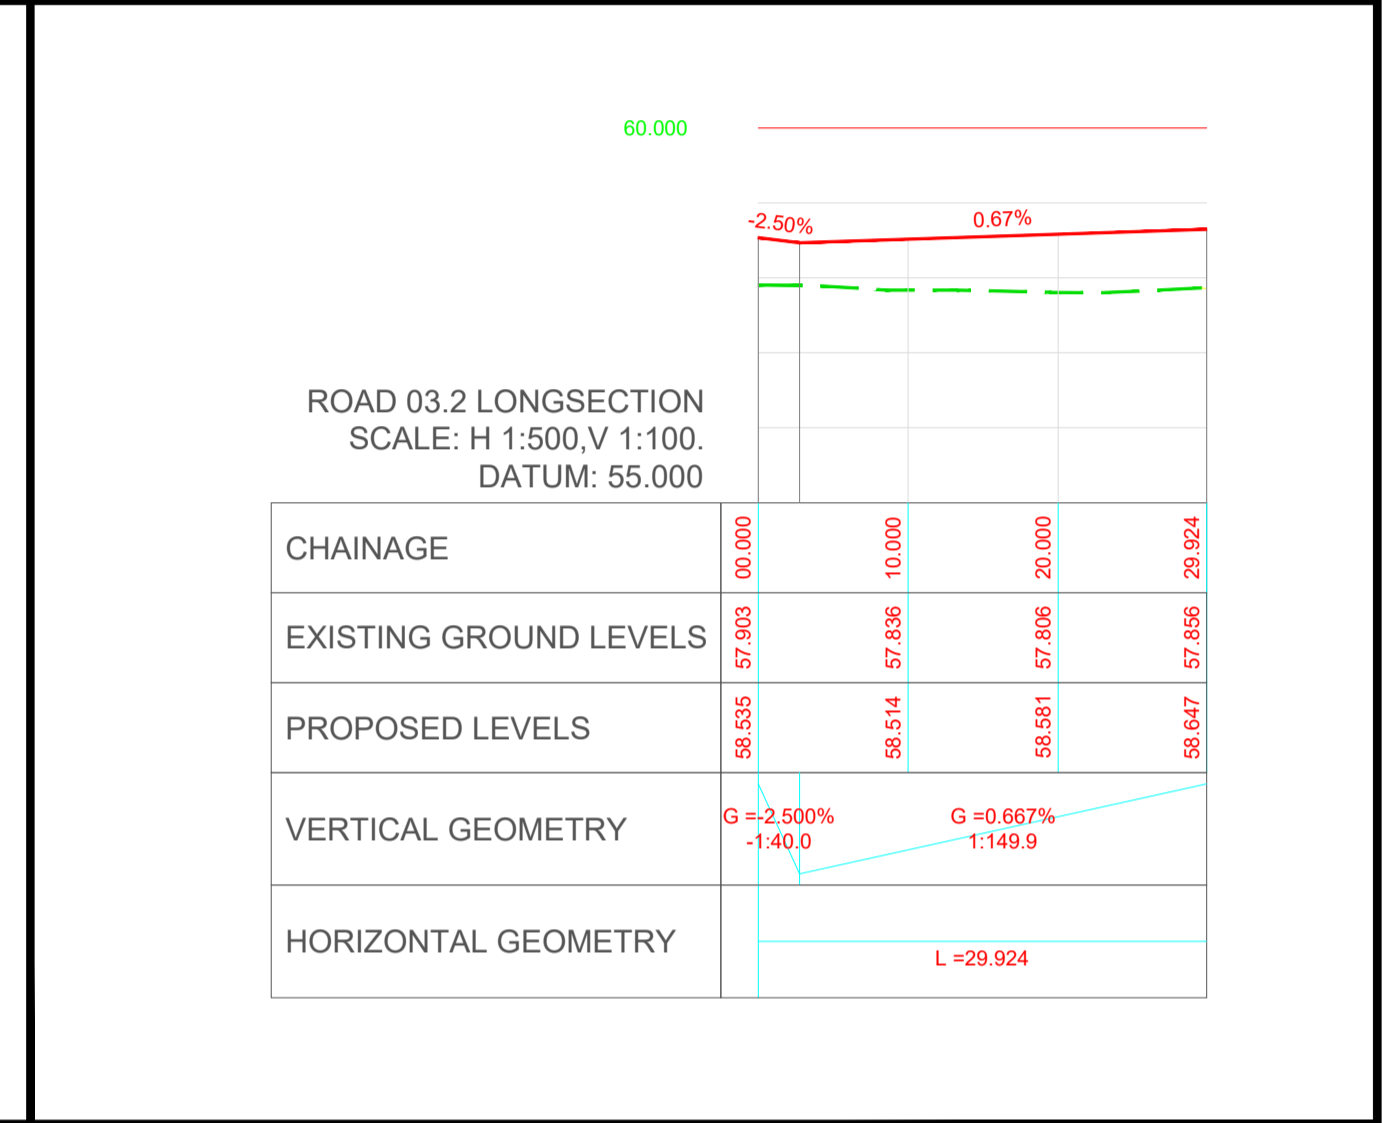 60.000
-2.50%
0.67%
ROAD 03.2 LONGSECTION
SCALE: H 1:500,V 1:100.
DATUM: 55.000
CHAINAGE
00.000
10.000
20.000
29.924
EXISTING GROUND LEVELS
57.903
57.836
57.806
57.856
PROPOSED LEVELS
58.535
58.514
58.581
58.647
VERTICAL GEOMETRY
G =-2.500%
-1:40.0
G =0.667%
1:149.9
HORIZONTAL GEOMETRY
L =29.924